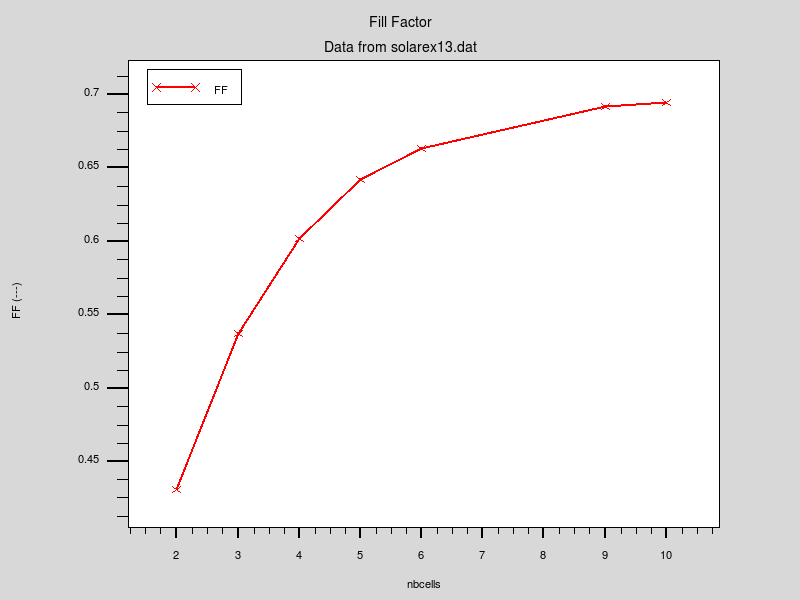 Fill Factor
Data from solarex13.dat
FF
0.7
0.65
0.6
0.55
0.5
0.45
FF (---)
2 3 4 5 6 7 8 9 10
nbcells